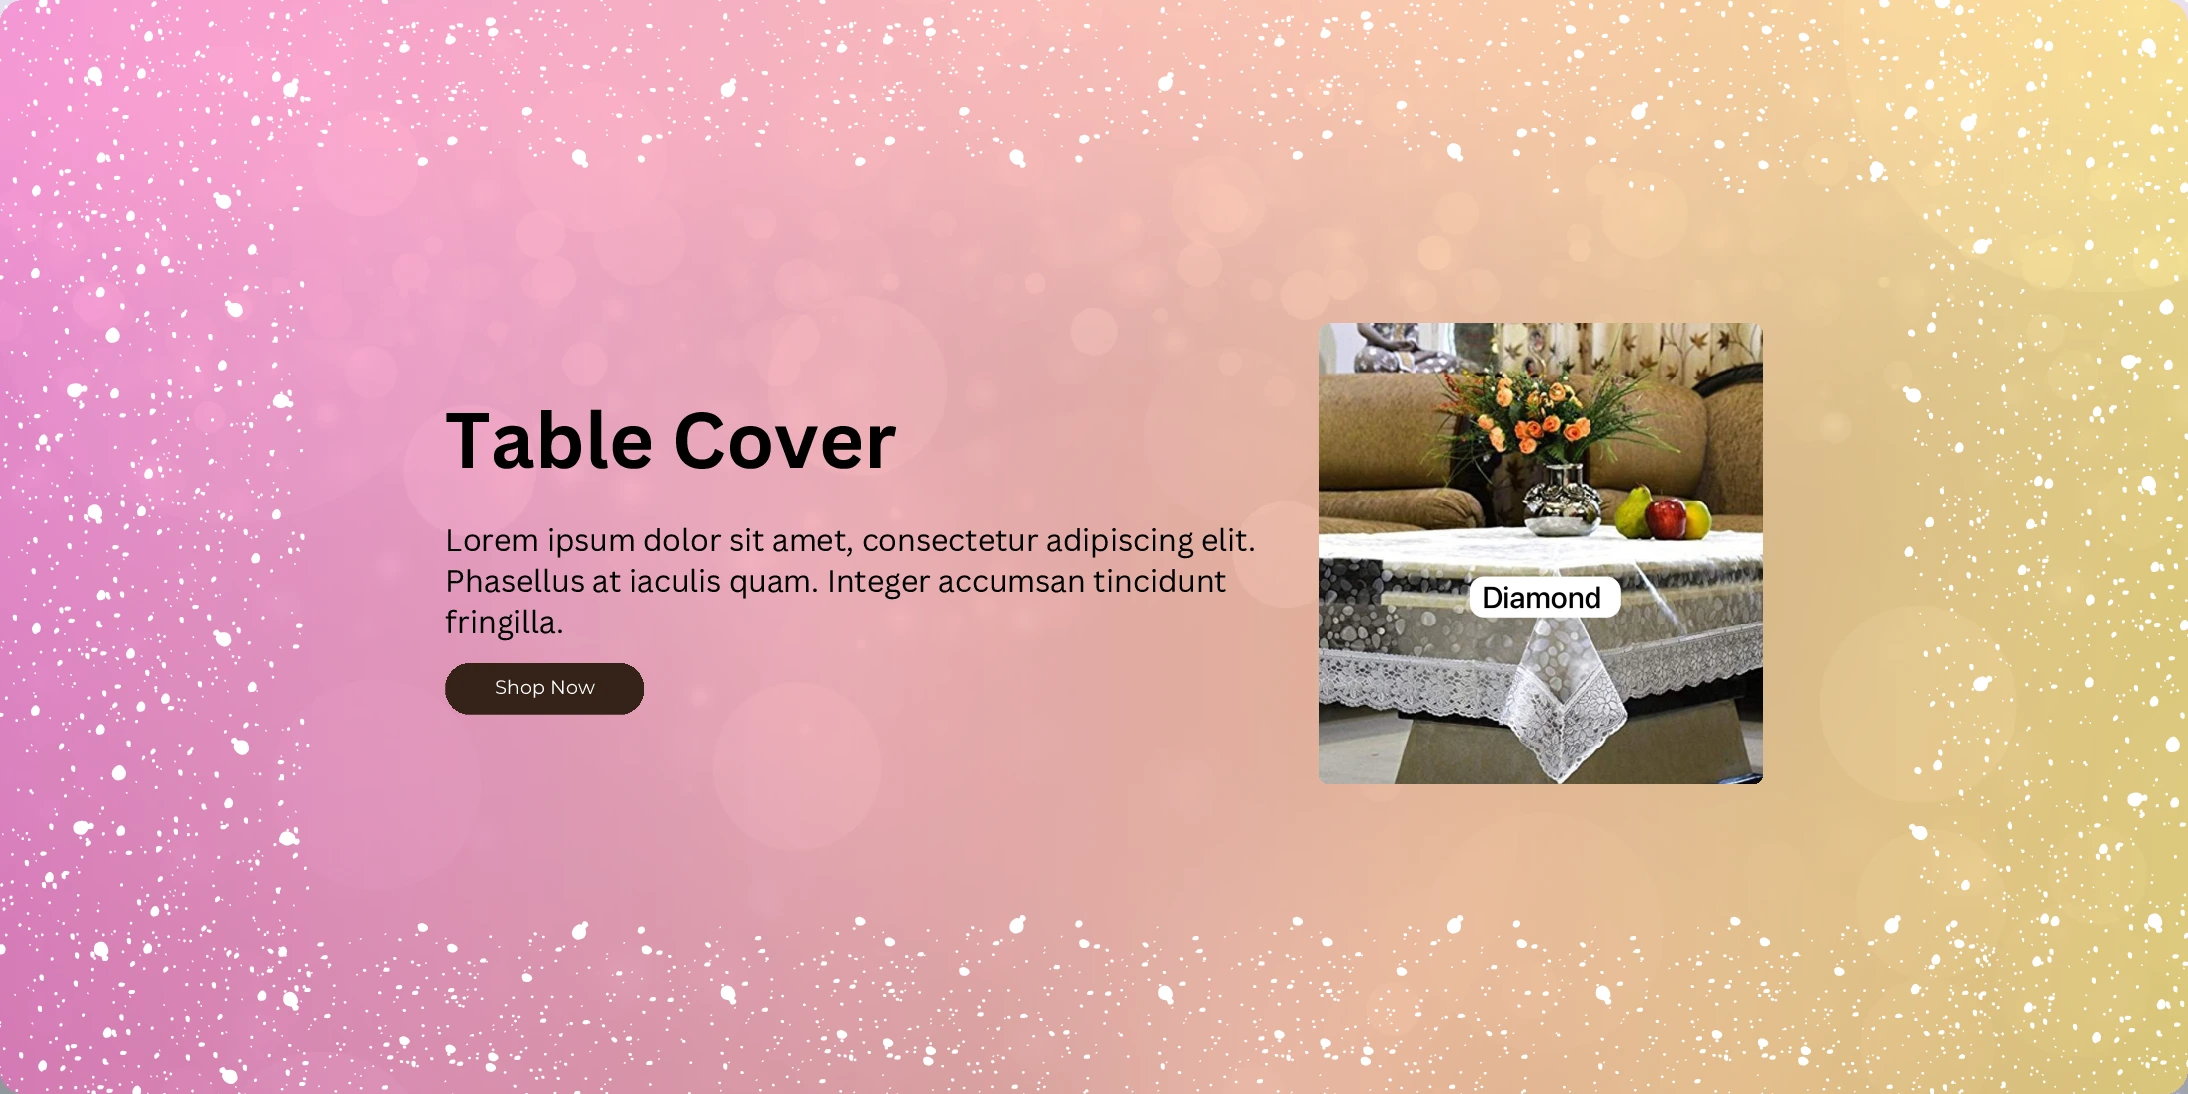 Table Cover
Lorem ipsum dolor sit amet, consectetur adipiscing elit.
Phasellus at iaculis quam. Integer accumsan tincidunt
fringilla.
Shop Now
Diamond